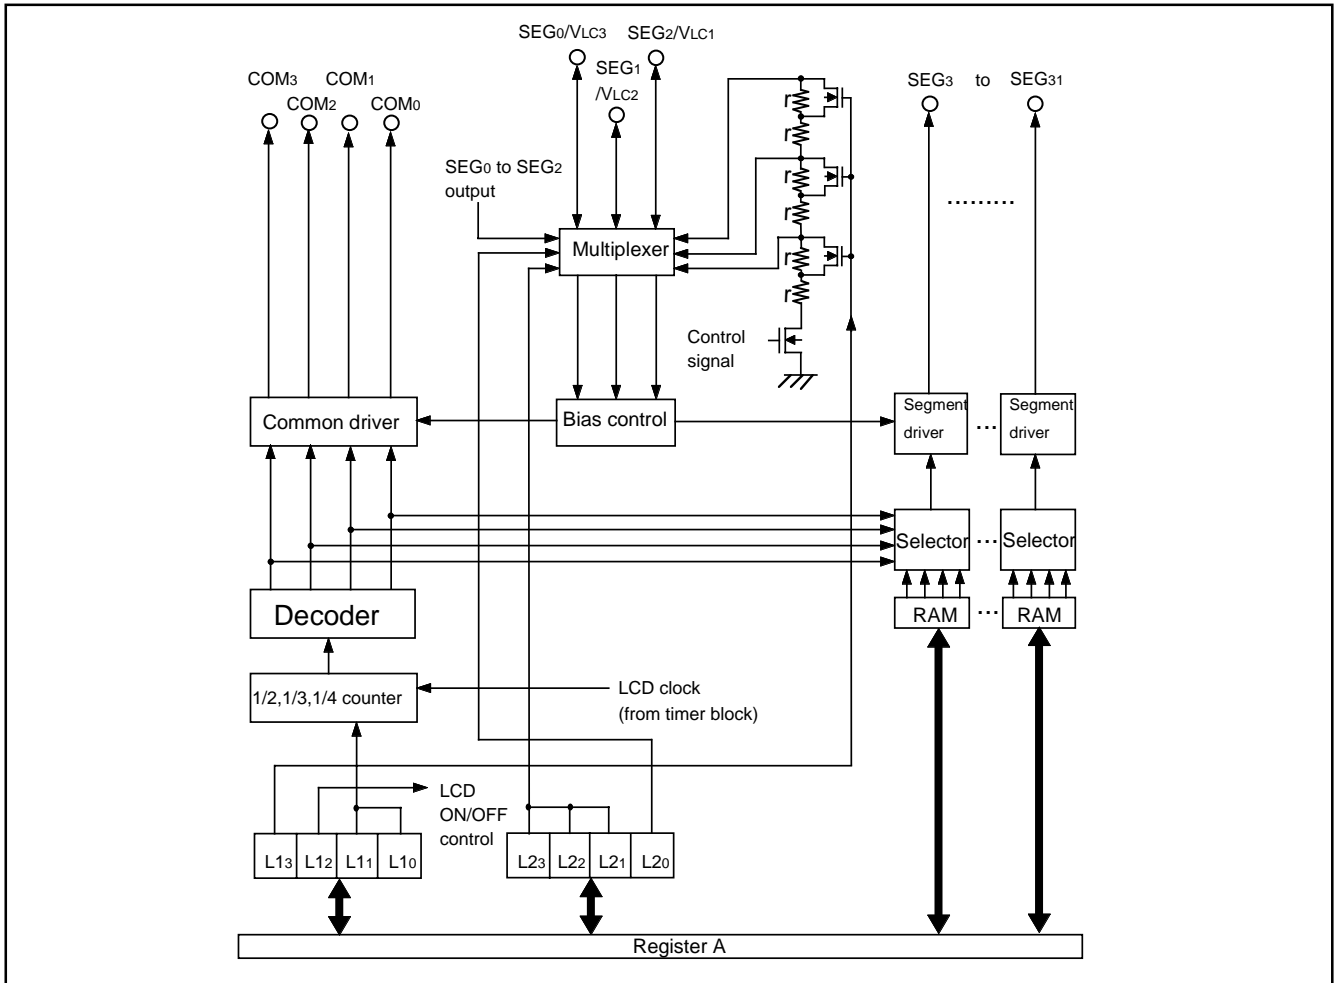 SEG0/VLC3 SEG2/VLC1
COM3 COM1
SEG1
/VLC2
SEG3 to SEG31
COM2 COM0
r
r
SEG0 to SEG2
output
r
r
.........
Multiplexer
r
r
Control
signal
Common driver
Bias control
Segment
driver
...
Segment
driver
Selector
...
Selector
Decoder
RAM
...
RAM
1/2,1/3,1/4 counter
LCD clock
(from timer block)
LCD
ON/OFF
control
L13 L12 L11 L10
L23 L22 L21 L20
Register A